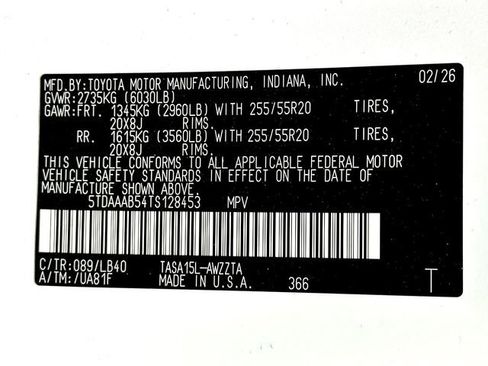 MFD.BY:TOYOTA MOTOR MANUFACTURING, INDIANA, INC. 02/26
GVWR:2735KG (6030LB)
GAWR:FRT. 1345KG (2960LB) WITH 255/55R20 TIRES,
20X8J RIMS.
RR. 1615KG (3560LB) WITH 255/55R20 TIRES,
20X8J RIMS.
THIS VEHICLE CONFORMS TO ALL APPLICABLE FEDERAL MOTOR
VEHICLE SAFETY STANDARDS IN EFFECT ON THE DATE OF
MANUFACTURE SHOWN ABOVE.
5TDAAAB54TS128453 MPV
C/TR:089/LB40 TASA15L-AWZZTA
A/TM:/UA81F MADE IN U.S.A. 366 T